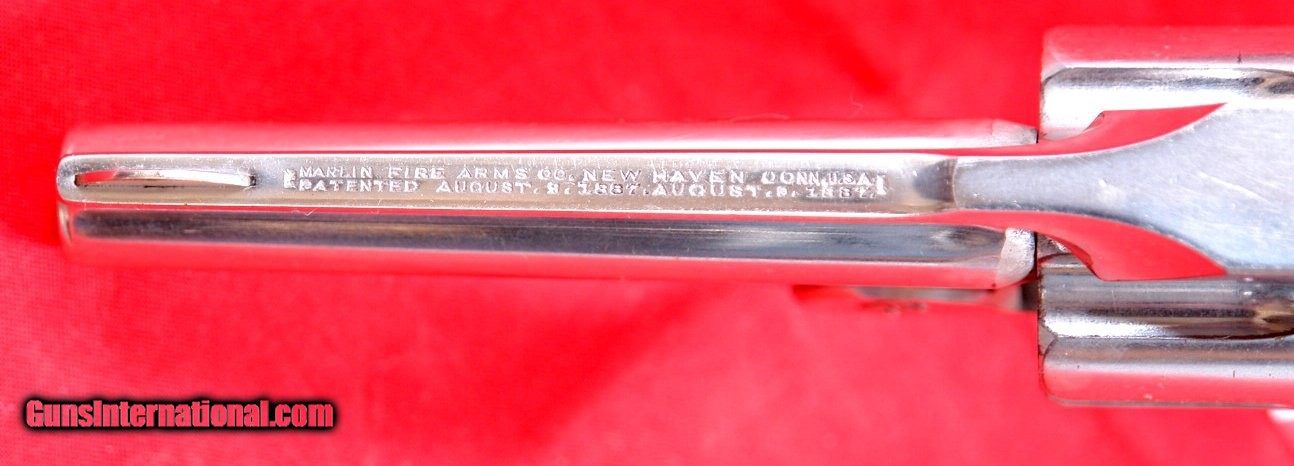 MARLIN FIRE ARMS CO. NEW HAVEN CONN. U.S.A
PATENTED AUGUST. 9. 1887. AUGUST. 9. 1887.
GunsInternational.com